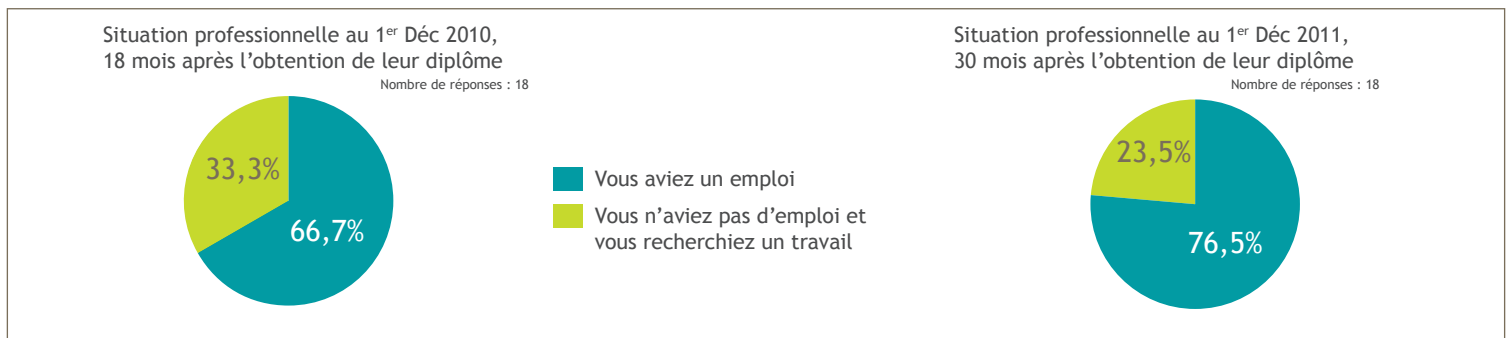 Situation professionnelle au 1er Déc 2010,
18 mois après l’obtention de leur diplôme
Nombre de réponses : 18
33,3%
66,7%
Vous aviez un emploi
Vous n’aviez pas d’emploi et
vous recherchiez un travail
Situation professionnelle au 1er Déc 2011,
30 mois après l’obtention de leur diplôme
Nombre de réponses : 18
23,5%
76,5%